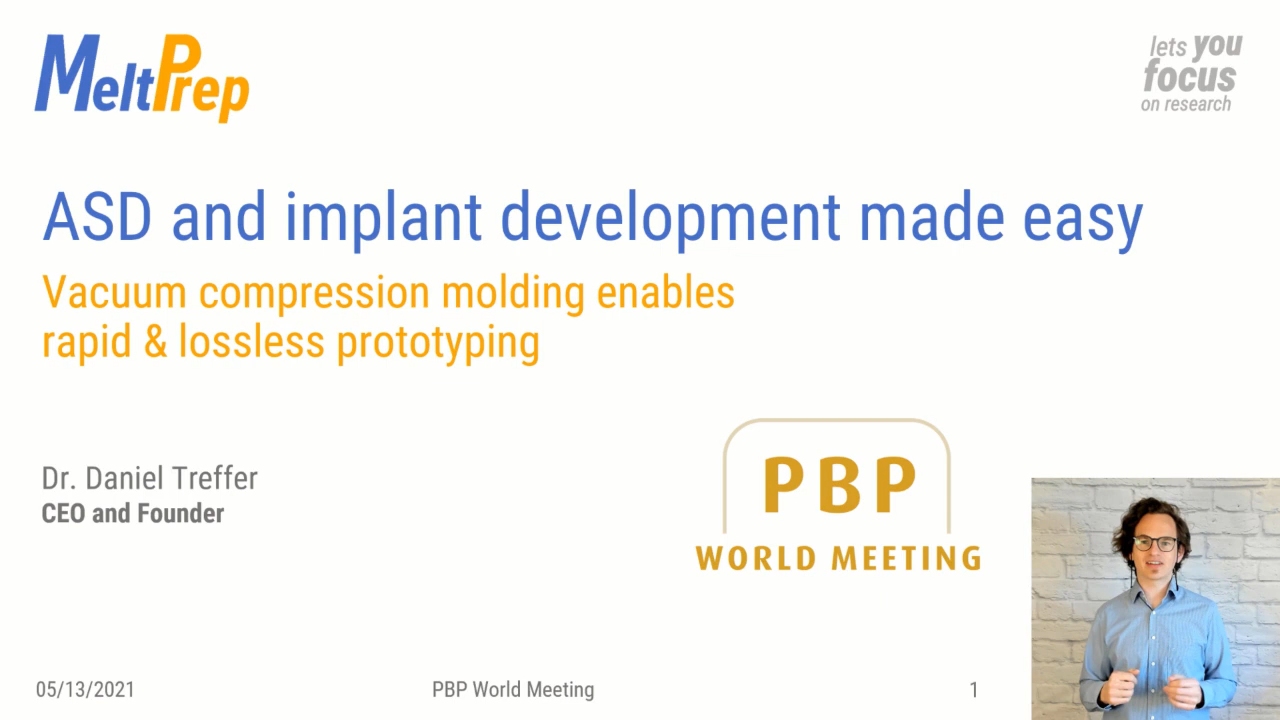 MeltPrep
lets you
focus
on research
ASD and implant development made easy
Vacuum compression molding enables
rapid & lossless prototyping
Dr. Daniel Treffer
CEO and Founder
PBP
WORLD MEETING
05/13/2021
PBP World Meeting
1